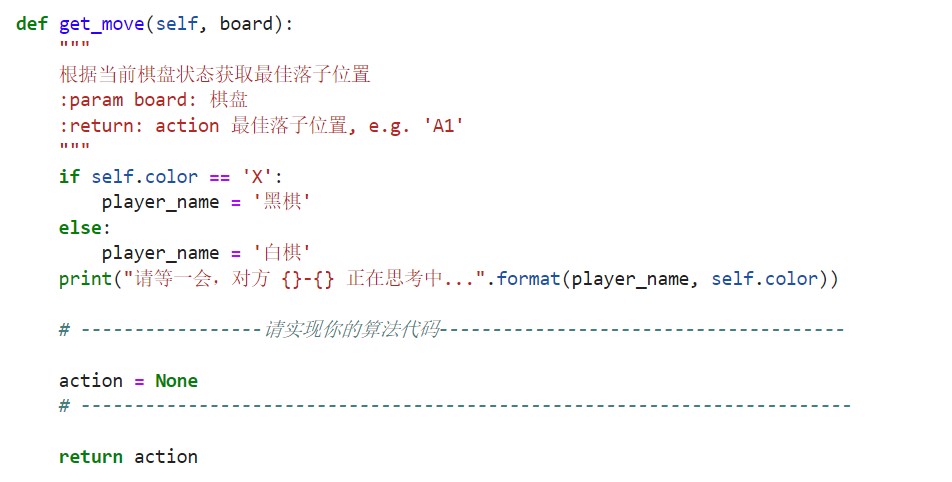 def get_move(self, board):
    """
    根据当前棋盘状态获取最佳落子位置
    :param board: 棋盘
    :return: action 最佳落子位置, e.g. 'A1'
    """
    if self.color == 'X':
        player_name = '黑棋'
    else:
        player_name = '白棋'
    print("请等一会，对方 {}-{} 正在思考中...".format(player_name, self.color))
    # -----------------请实现你的算法代码--------------------------------------
    action = None
    # ------------------------------------------------------------------------
    return action